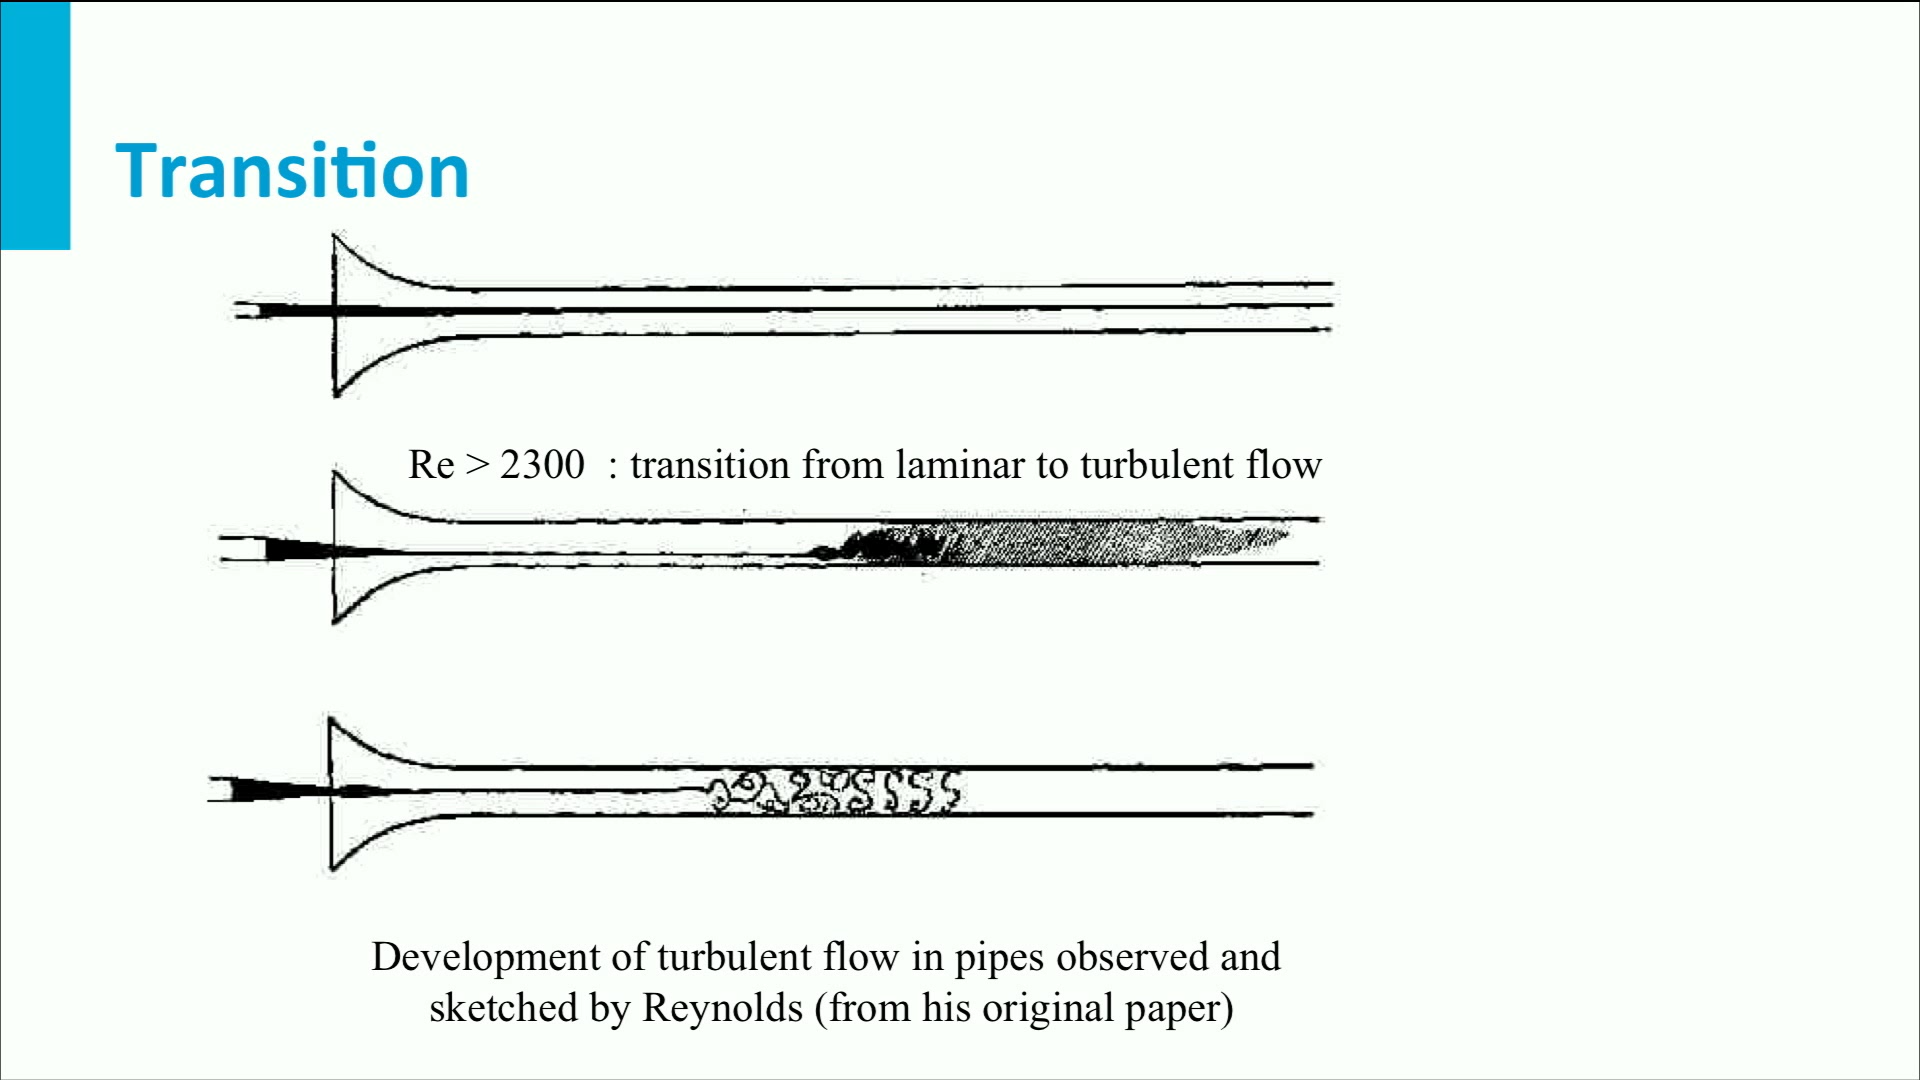 Transition
Re > 2300 : transition from laminar to turbulent flow
Development of turbulent flow in pipes observed and
sketched by Reynolds (from his original paper)